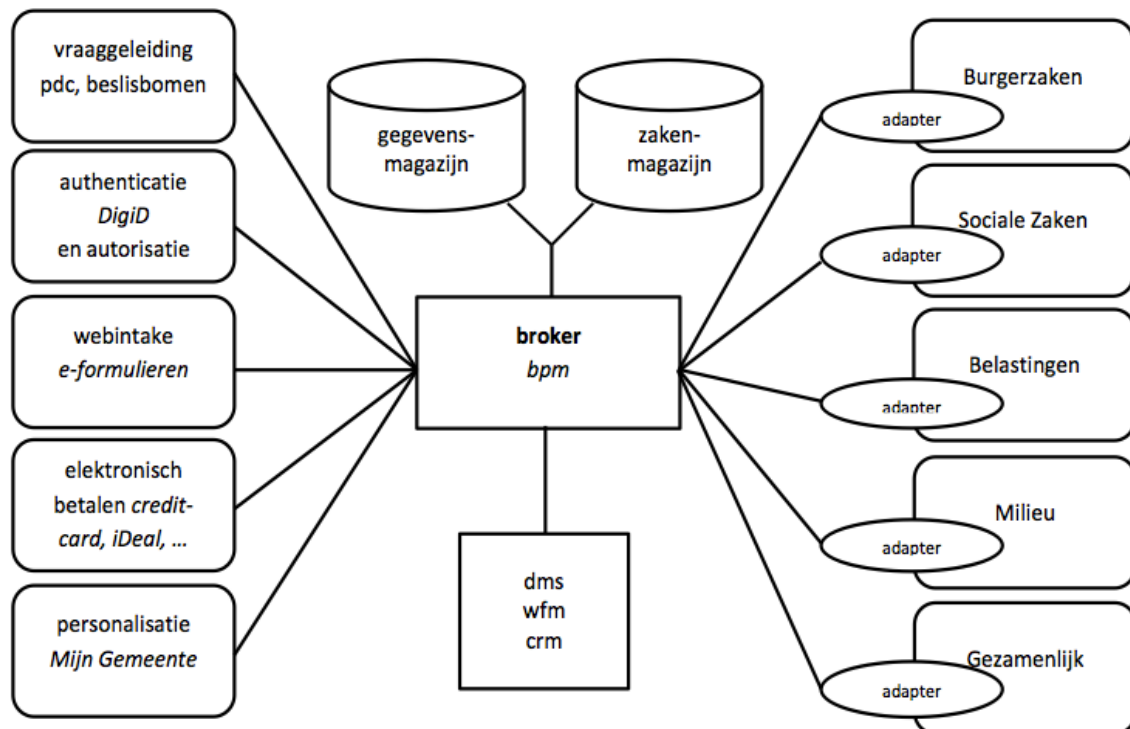 vraaggeleiding
pdc, beslisbomen
authenticatie
DigiD
en autorisatie
webintake
e-formulieren
elektronisch
betalen credit-
card, iDeal, ...
personalisatie
Mijn Gemeente
gegevens-
magazijn
zaken-
magazijn
broker
bpm
dms
wfm
crm
Burgerzaken
adapter
Sociale Zaken
adapter
Belastingen
adapter
Milieu
adapter
Gezamenlijk
adapter